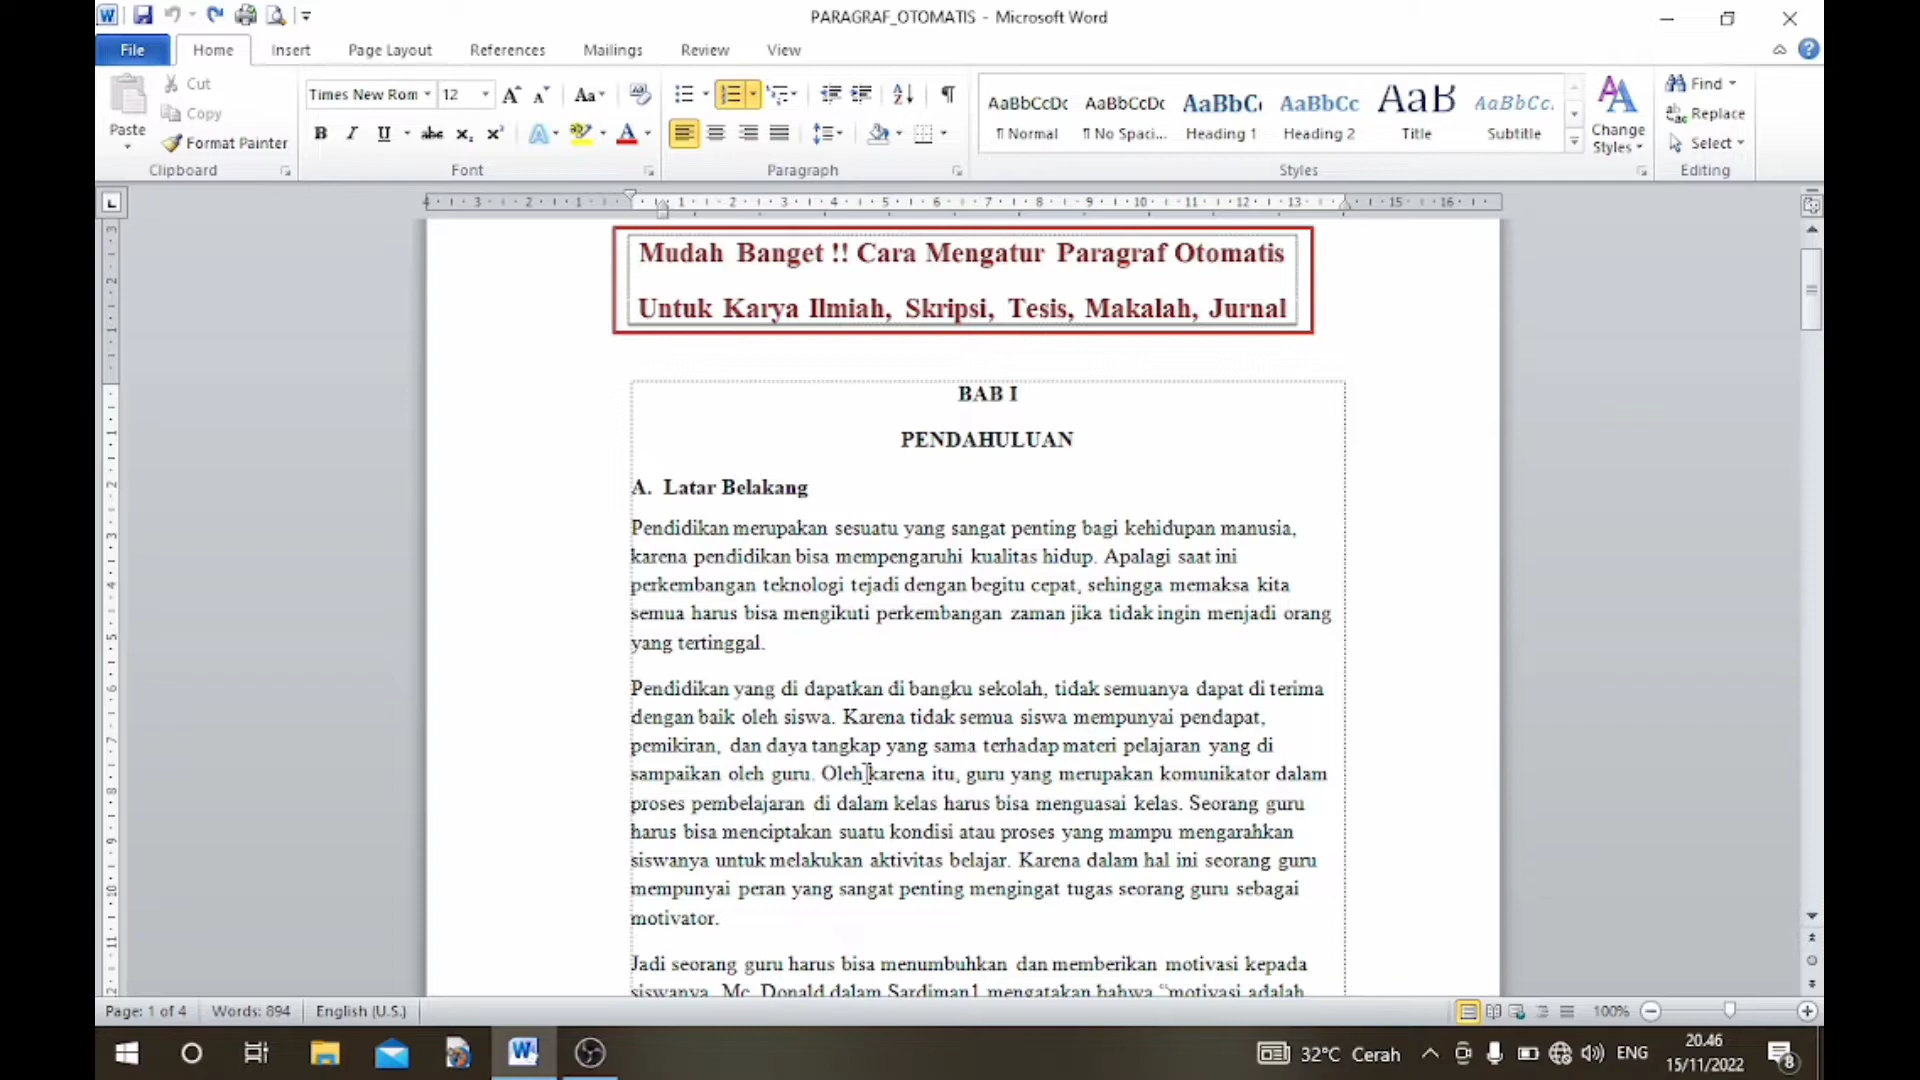 PARAGRAF_OTOMATIS - Microsoft Word
File Home Insert Page Layout References Mailings Review View
Cut
Copy
Format Painter
Paste
Clipboard
Times New Rom 12
Font
Paragraph
AaBbCcDc AaBbCcDc AaBbC AaBbCc AaB AaBbCc.
¶ Normal ¶ No Spaci... Heading 1 Heading 2 Title Subtitle
Change
Styles
Styles
Find
Replace
Select
Editing
Mudah Banget !! Cara Mengatur Paragraf Otomatis
Untuk Karya Ilmiah, Skripsi, Tesis, Makalah, Jurnal
BAB I
PENDAHULUAN
A. Latar Belakang
Pendidikan merupakan sesuatu yang sangat penting bagi kehidupan manusia,
karena pendidikan bisa mempengaruhi kualitas hidup. Apalagi saat ini
perkembangan teknologi tejadi dengan begitu cepat, sehingga memaksa kita
semua harus bisa mengikuti perkembangan zaman jika tidak ingin menjadi orang
yang tertinggal.
Pendidikan yang di dapatkan di bangku sekolah, tidak semuanya dapat di terima
dengan baik oleh siswa. Karena tidak semua siswa mempunyai pendapat,
pemikiran, dan daya tangkap yang sama terhadap materi pelajaran yang di
sampaikan oleh guru. Oleh karena itu, guru yang merupakan komunikator dalam
proses pembelajaran di dalam kelas harus bisa menguasai kelas. Seorang guru
harus bisa menciptakan suatu kondisi atau proses yang mampu mengarahkan
siswanya untuk melakukan aktivitas belajar. Karena dalam hal ini seorang guru
mempunyai peran yang sangat penting mengingat tugas seorang guru sebagai
motivator.
Jadi seorang guru harus bisa menumbuhkan dan memberikan motivasi kepada
siswanya. Mc. Donald dalam Sardiman1 mengatakan bahwa "motivasi adalah
Page: 1 of 4 Words: 894 English (U.S.) 100%
32°C Cerah ENG
20.46
15/11/2022
8